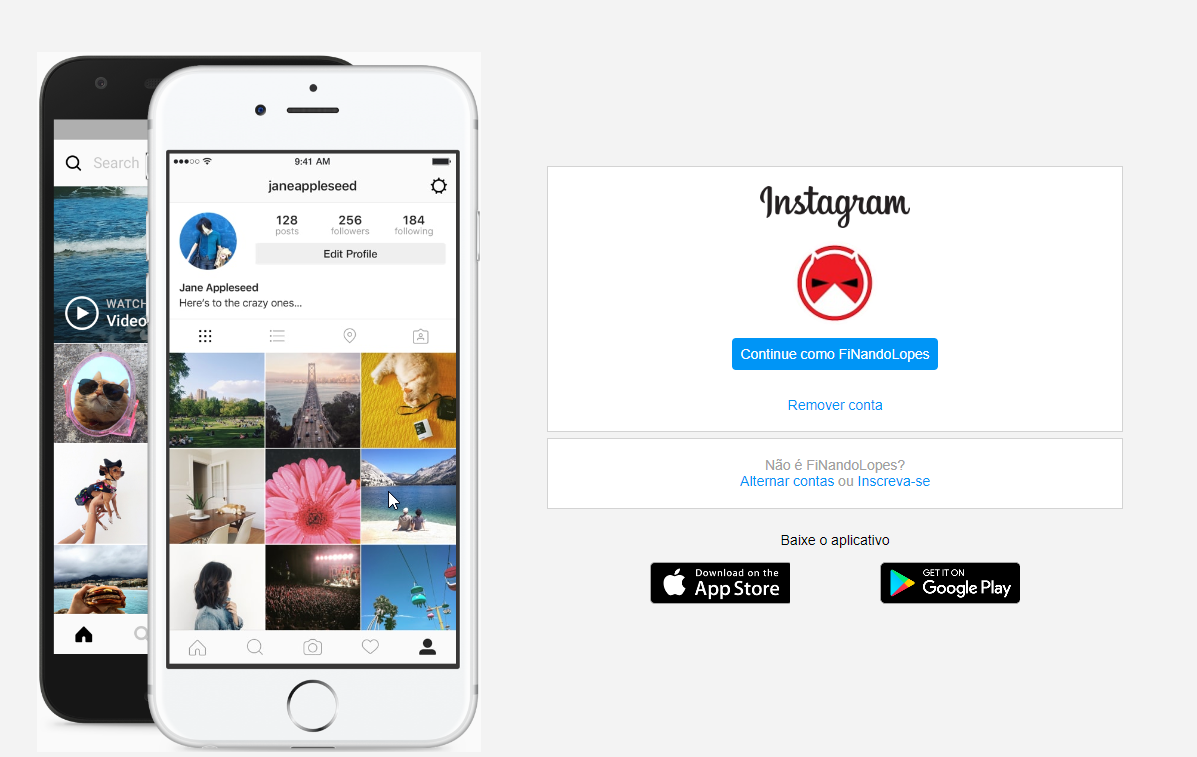 Search
WATCH
Video
9:41 AM
janeappleseed
128
posts
256
followers
184
following
Edit Profile
Jane Appleseed
Here's to the crazy ones...
Instagram
Continue como FiNandoLopes
Remover conta
Não é FiNandoLopes?
Alternar contas ou Inscreva-se
Baixe o aplicativo
Download on the
App Store
GET IT ON
Google Play